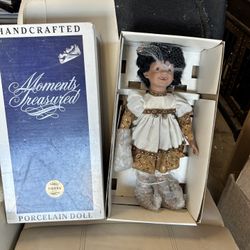 HANDCRAFTED
Moments
Treasured
PORCELAIN DOLL